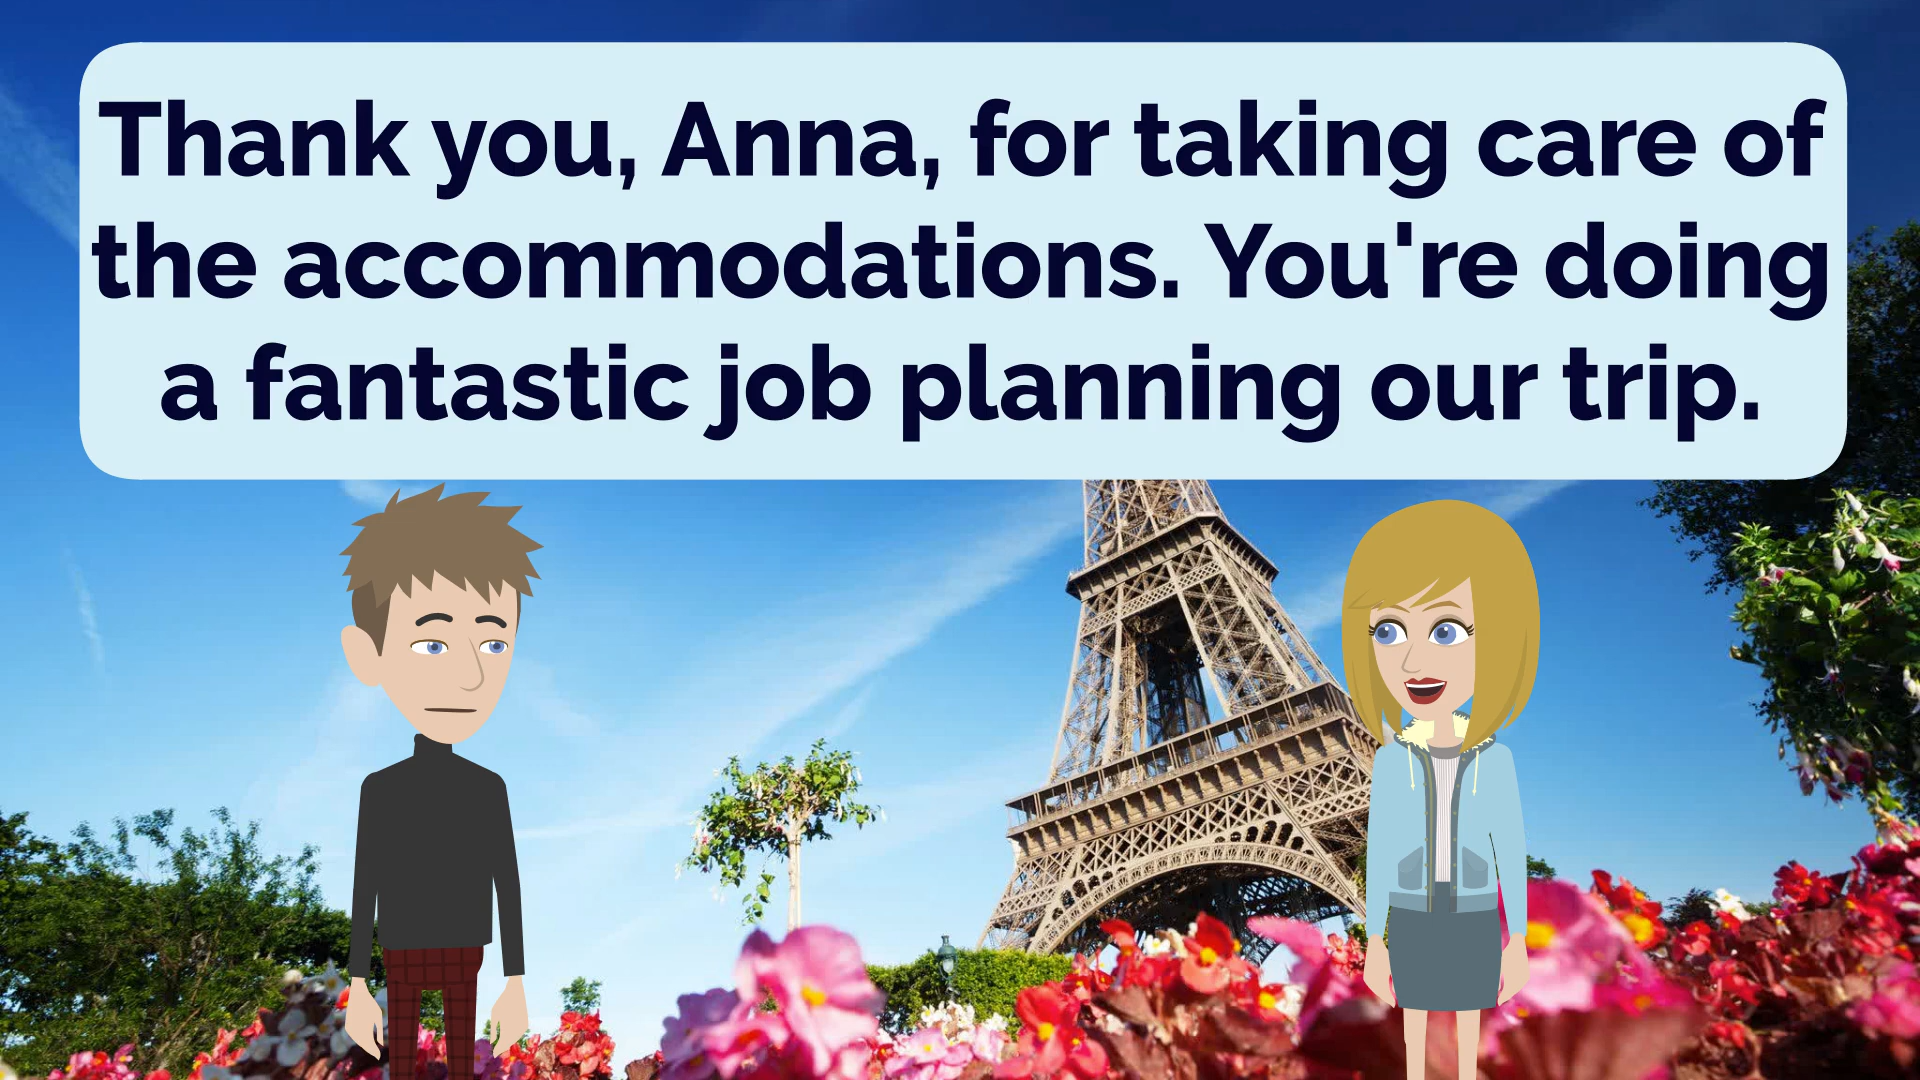 Thank you, Anna, for taking care of
the accommodations. You're doing
a fantastic job planning our trip.